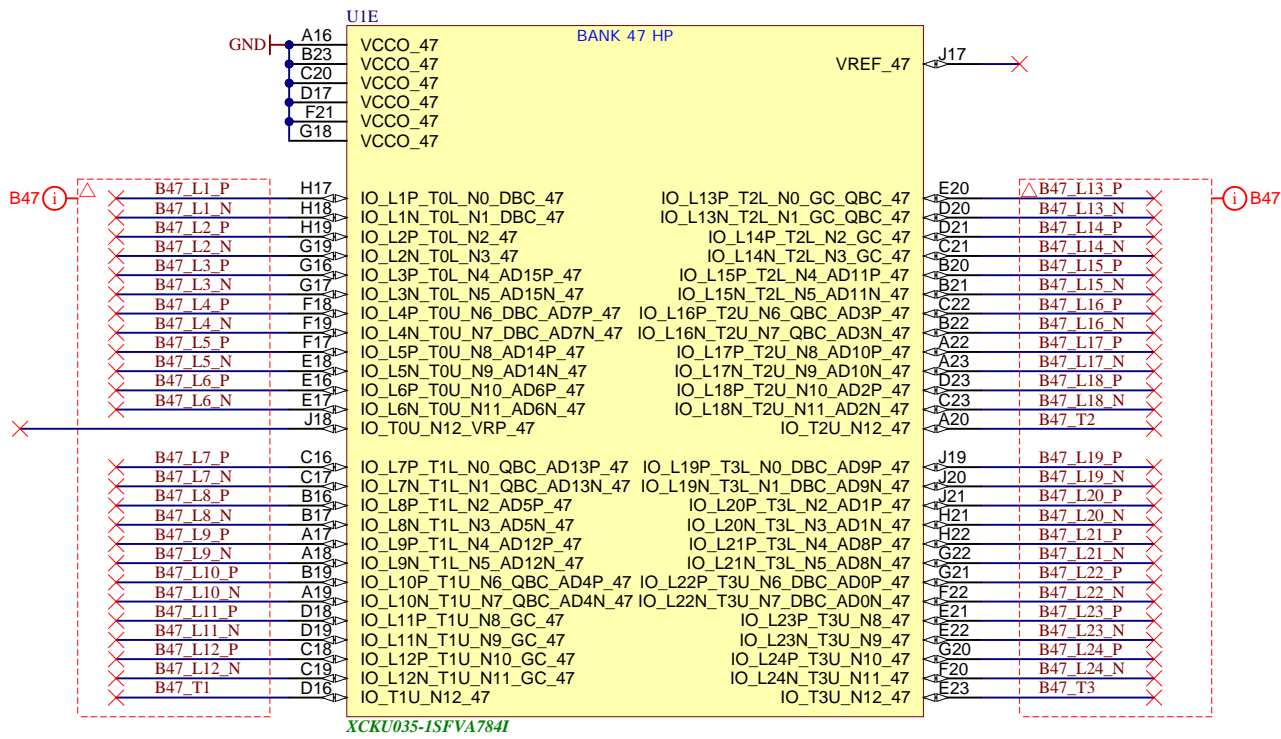 U1E
BANK 47 HP
GND
A16 VCCO_47
B23 VCCO_47
C20 VCCO_47
D17 VCCO_47
F21 VCCO_47
G18 VCCO_47
VREF_47 J17
B47 i
B47_L1_P H17 IO_L1P_T0L_N0_DBC_47
B47_L1_N H18 IO_L1N_T0L_N1_DBC_47
B47_L2_P H19 IO_L2P_T0L_N2_47
B47_L2_N G19 IO_L2N_T0L_N3_47
B47_L3_P G16 IO_L3P_T0L_N4_AD15P_47
B47_L3_N G17 IO_L3N_T0L_N5_AD15N_47
B47_L4_P F18 IO_L4P_T0U_N6_DBC_AD7P_47
B47_L4_N F19 IO_L4N_T0U_N7_DBC_AD7N_47
B47_L5_P F17 IO_L5P_T0U_N8_AD14P_47
B47_L5_N E18 IO_L5N_T0U_N9_AD14N_47
B47_L6_P E16 IO_L6P_T0U_N10_AD6P_47
B47_L6_N E17 IO_L6N_T0U_N11_AD6N_47
J18 IO_T0U_N12_VRP_47
B47_L7_P C16 IO_L7P_T1L_N0_QBC_AD13P_47
B47_L7_N C17 IO_L7N_T1L_N1_QBC_AD13N_47
B47_L8_P B16 IO_L8P_T1L_N2_AD5P_47
B47_L8_N B17 IO_L8N_T1L_N3_AD5N_47
B47_L9_P A17 IO_L9P_T1L_N4_AD12P_47
B47_L9_N A18 IO_L9N_T1L_N5_AD12N_47
B47_L10_P B19 IO_L10P_T1U_N6_QBC_AD4P_47
B47_L10_N A19 IO_L10N_T1U_N7_QBC_AD4N_47
B47_L11_P D18 IO_L11P_T1U_N8_GC_47
B47_L11_N D19 IO_L11N_T1U_N9_GC_47
B47_L12_P C18 IO_L12P_T1U_N10_GC_47
B47_L12_N C19 IO_L12N_T1U_N11_GC_47
B47_T1 D16 IO_T1U_N12_47
i B47
IO_L13P_T2L_N0_GC_QBC_47 E20 B47_L13_P
IO_L13N_T2L_N1_GC_QBC_47 D20 B47_L13_N
IO_L14P_T2L_N2_GC_47 D21 B47_L14_P
IO_L14N_T2L_N3_GC_47 C21 B47_L14_N
IO_L15P_T2L_N4_AD11P_47 B20 B47_L15_P
IO_L15N_T2L_N5_AD11N_47 B21 B47_L15_N
IO_L16P_T2U_N6_QBC_AD3P_47 C22 B47_L16_P
IO_L16N_T2U_N7_QBC_AD3N_47 B22 B47_L16_N
IO_L17P_T2U_N8_AD10P_47 A22 B47_L17_P
IO_L17N_T2U_N9_AD10N_47 A23 B47_L17_N
IO_L18P_T2U_N10_AD2P_47 D23 B47_L18_P
IO_L18N_T2U_N11_AD2N_47 C23 B47_L18_N
IO_T2U_N12_47 A20 B47_T2
IO_L19P_T3L_N0_DBC_AD9P_47 J19 B47_L19_P
IO_L19N_T3L_N1_DBC_AD9N_47 J20 B47_L19_N
IO_L20P_T3L_N2_AD1P_47 J21 B47_L20_P
IO_L20N_T3L_N3_AD1N_47 H21 B47_L20_N
IO_L21P_T3L_N4_AD8P_47 H22 B47_L21_P
IO_L21N_T3L_N5_AD8N_47 G22 B47_L21_N
IO_L22P_T3U_N6_DBC_AD0P_47 G21 B47_L22_P
IO_L22N_T3U_N7_DBC_AD0N_47 F22 B47_L22_N
IO_L23P_T3U_N8_47 E21 B47_L23_P
IO_L23N_T3U_N9_47 E22 B47_L23_N
IO_L24P_T3U_N10_47 G20 B47_L24_P
IO_L24N_T3U_N11_47 F20 B47_L24_N
IO_T3U_N12_47 E23 B47_T3
XCKU035-1SFVA784I